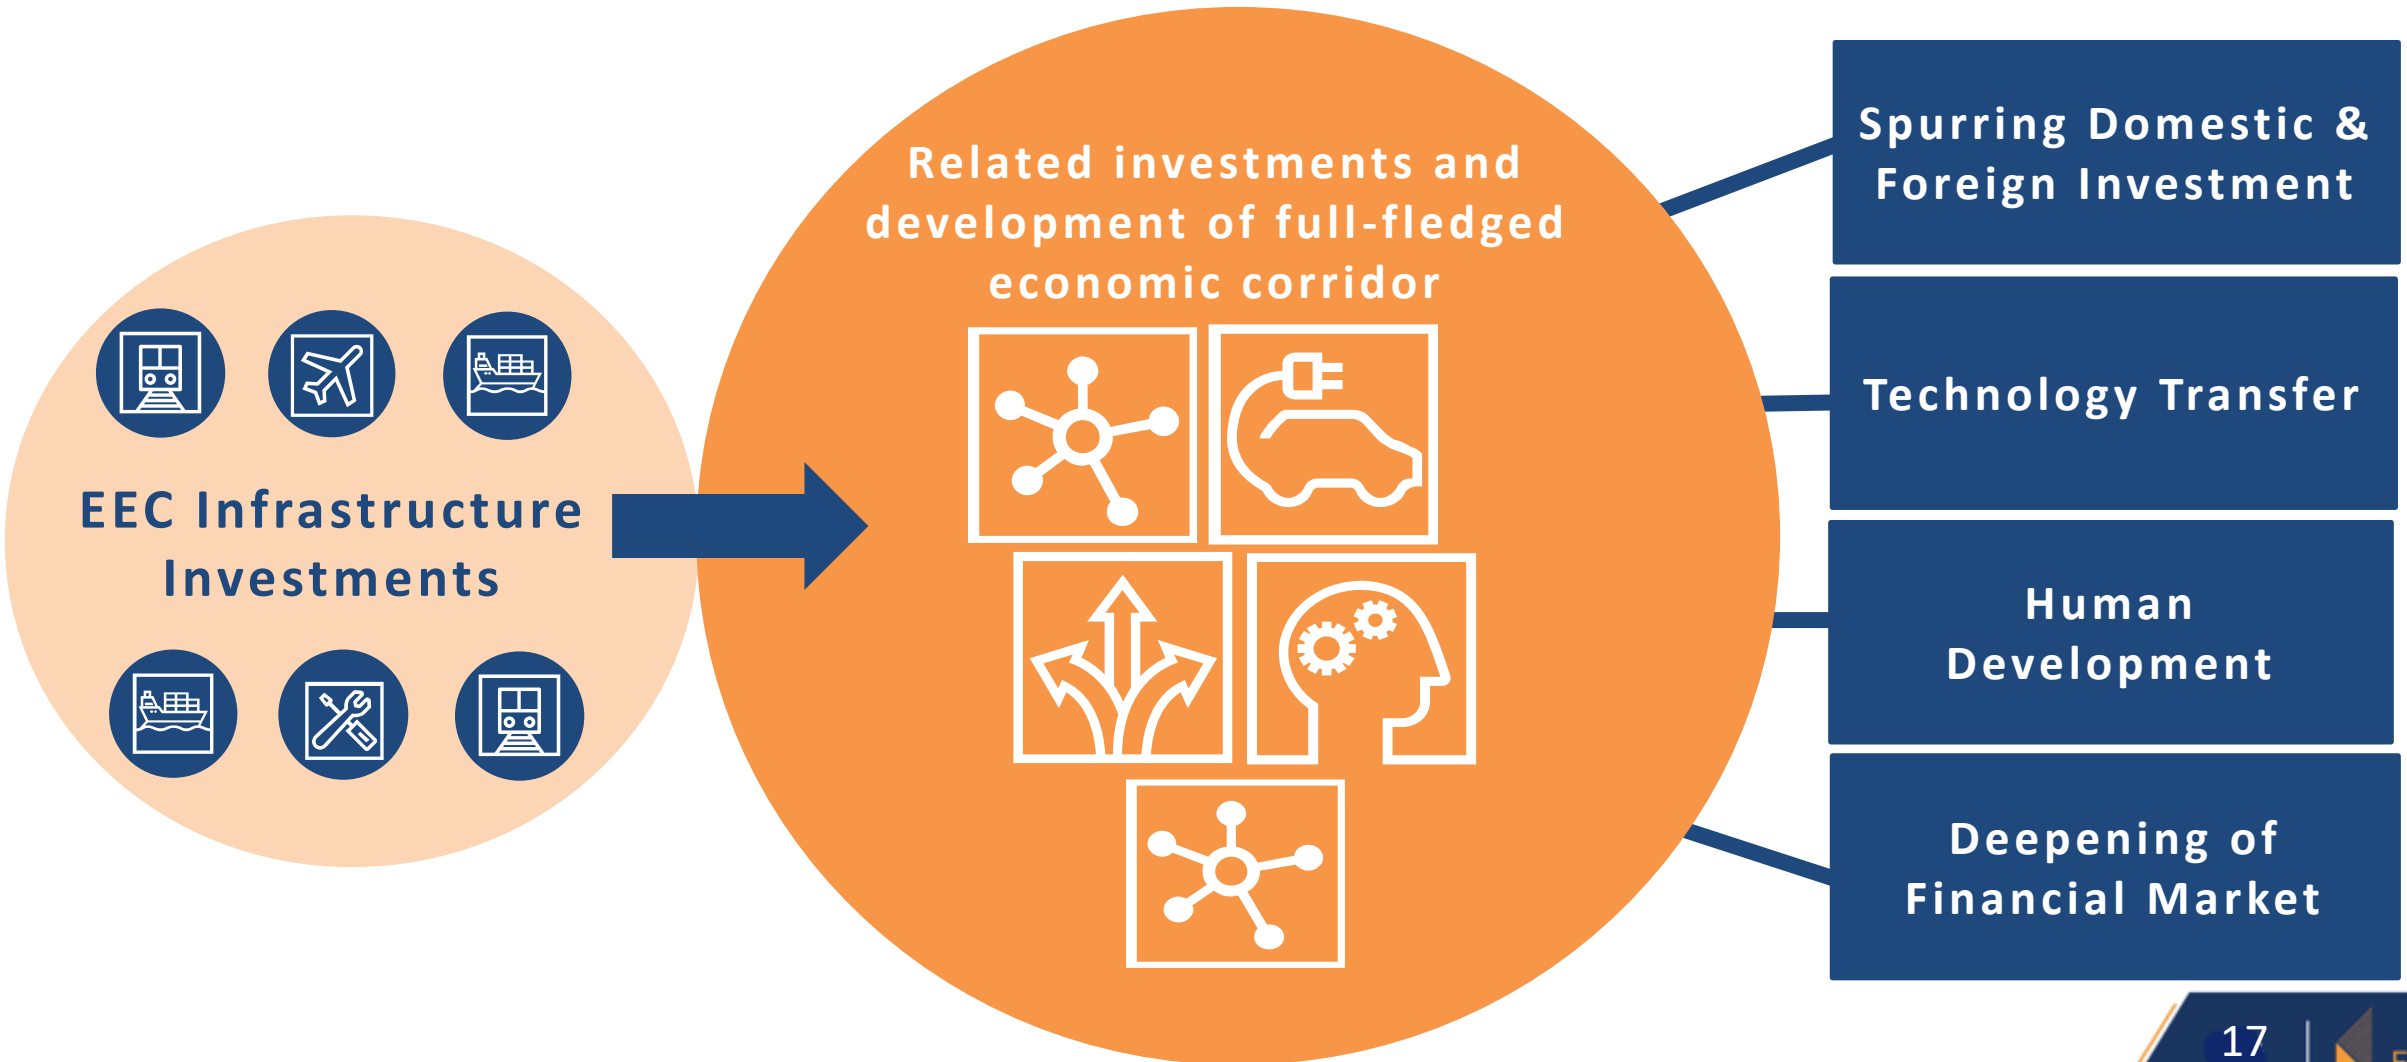 EEC Infrastructure
Investments
Related investments and
development of full-fledged
economic corridor
Spurring Domestic &
Foreign Investment
Technology Transfer
Human
Development
Deepening of
Financial Market
17